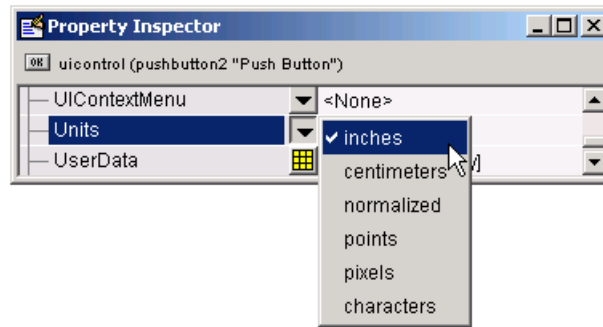 Property Inspector
OK uicontrol (pushbutton2 "Push Button")
UIContextMenu <None>
Units
inches
UserData y]
centimeters
normalized
points
pixels
characters